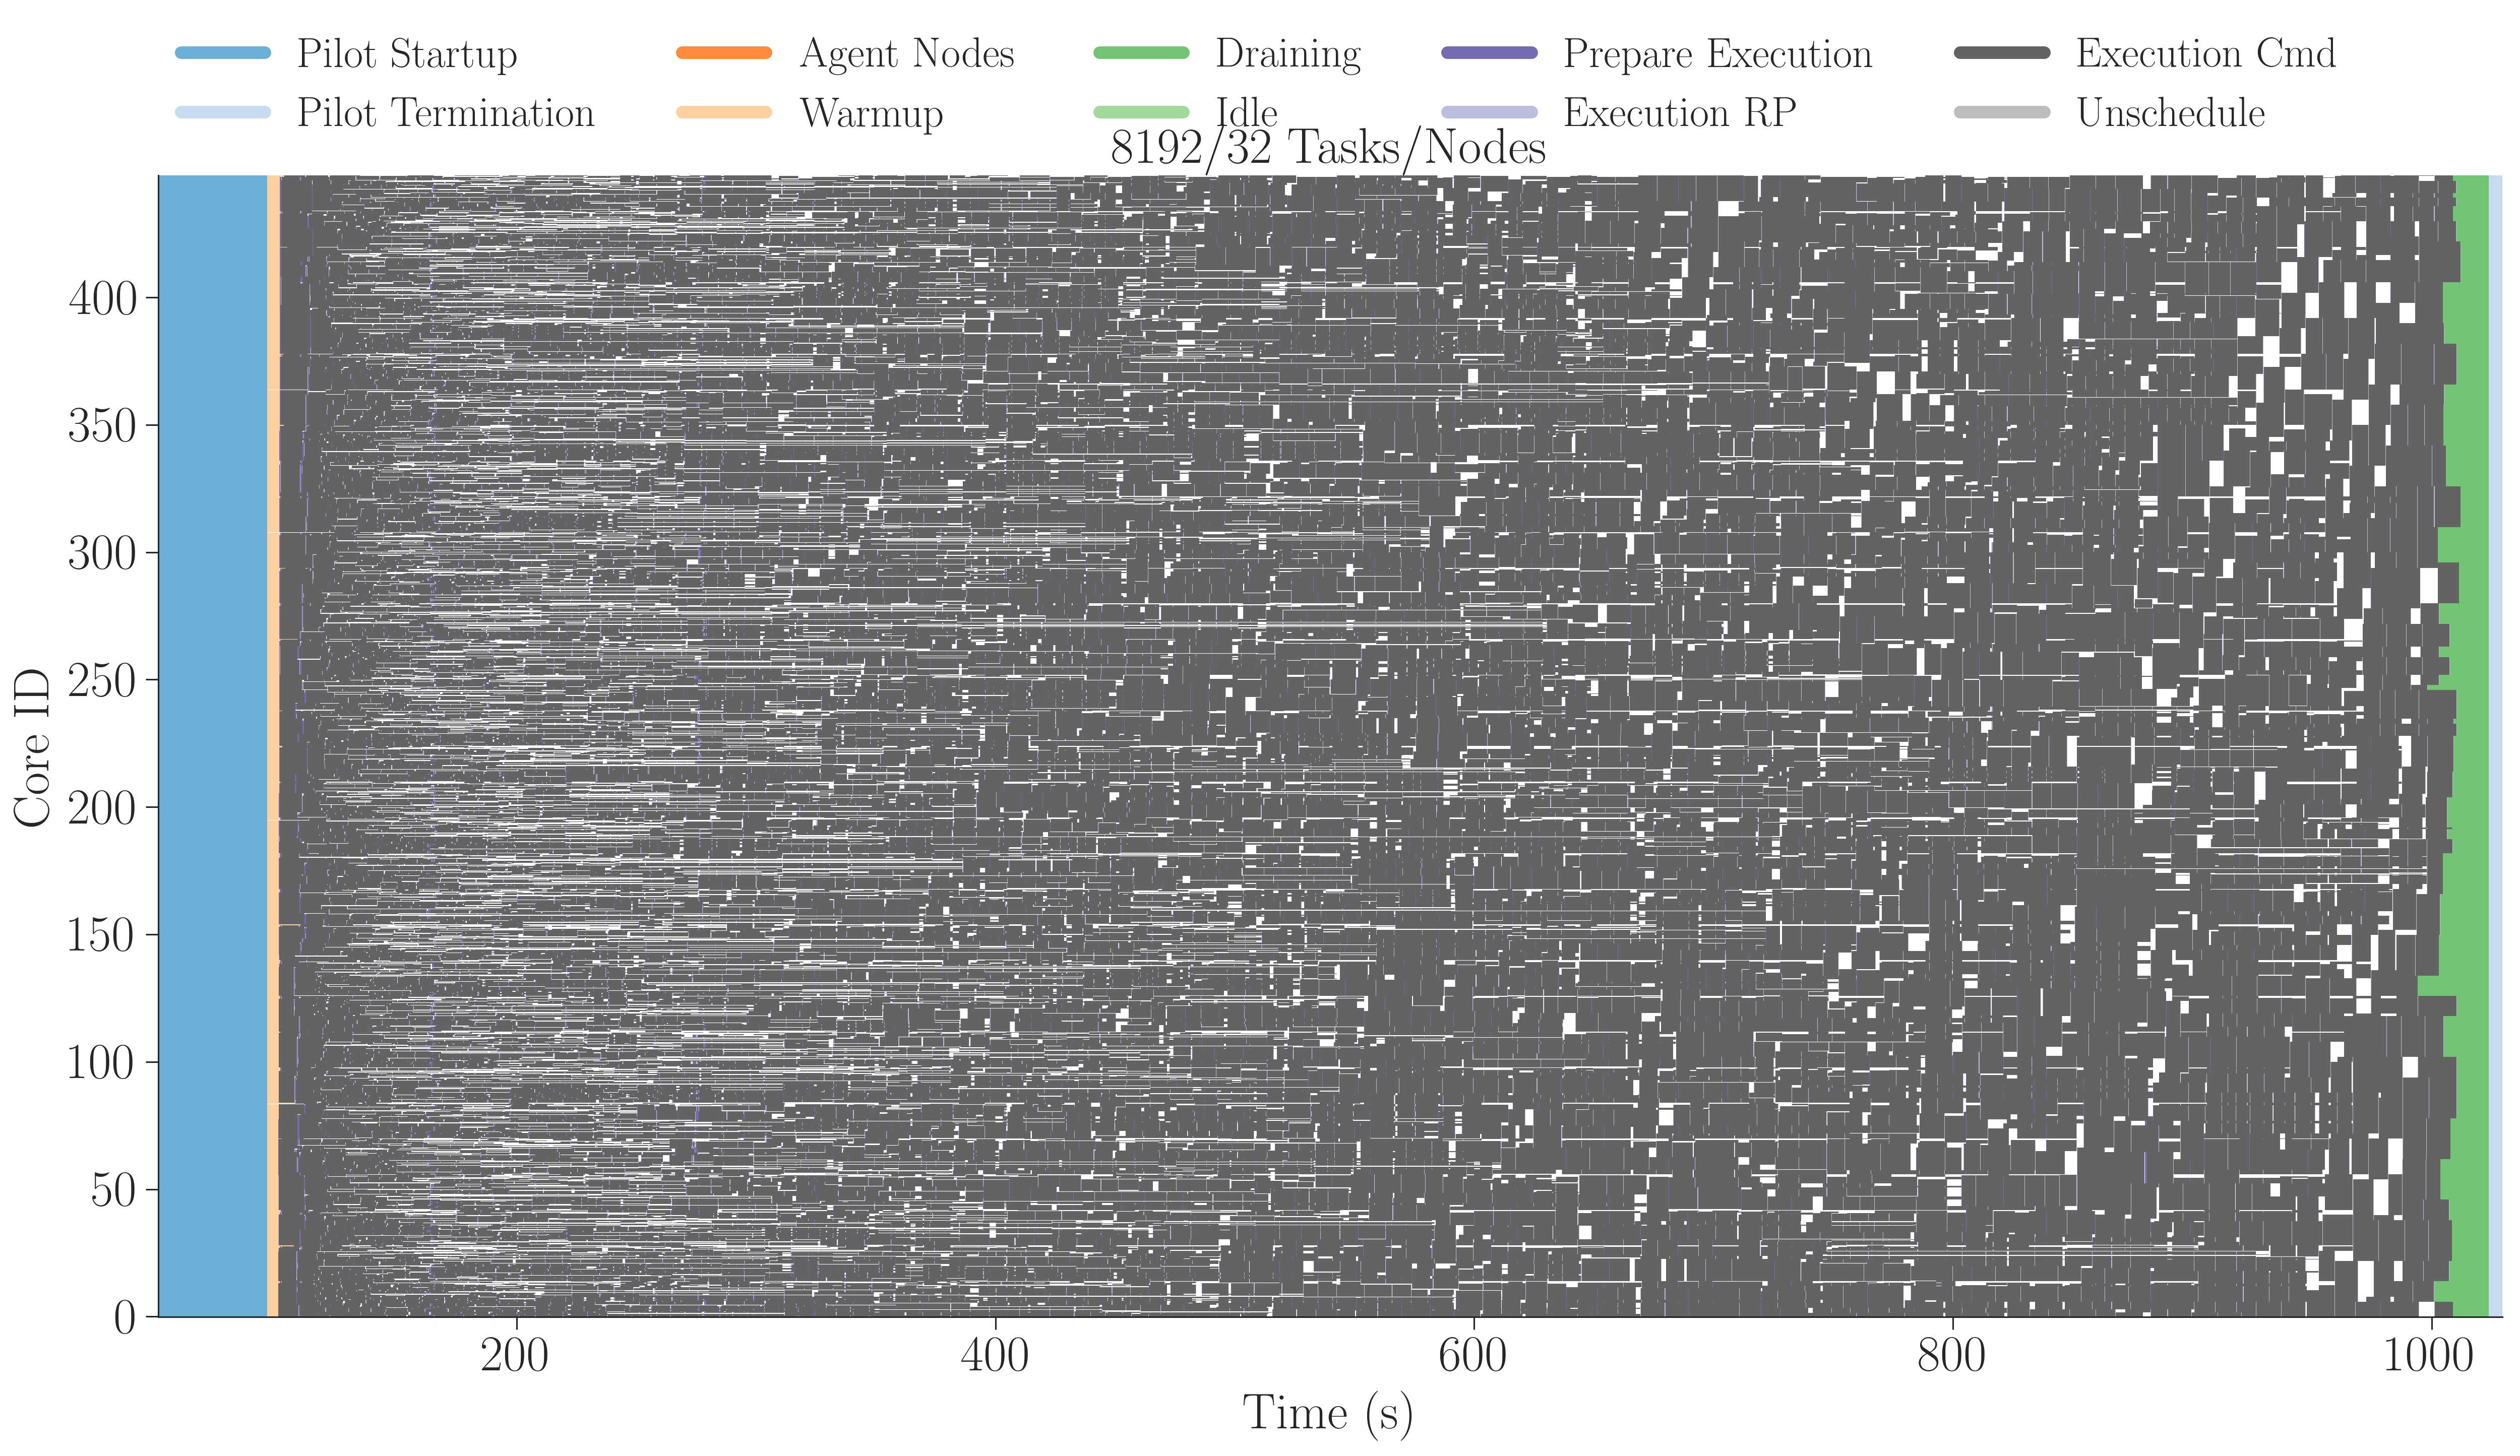 Pilot Startup Agent Nodes Draining Prepare Execution Execution Cmd
Pilot Termination Warmup Idle Execution RP Unschedule
8192/32 Tasks/Nodes
400
350
300
250
200
150
100
50
0
Core ID
200 400 600 800 1000
Time (s)